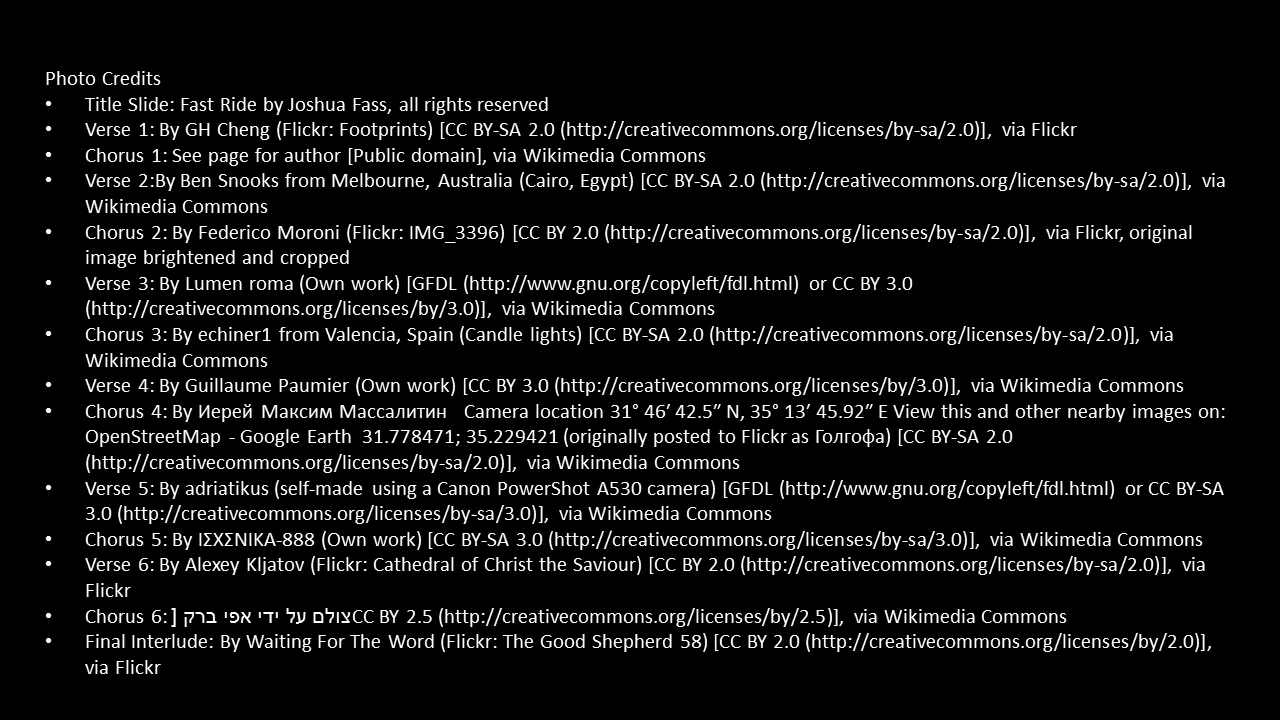 Photo Credits
• Title Slide: Fast Ride by Joshua Fass, all rights reserved
• Verse 1: By GH Cheng (Flickr: Footprints) [CC BY-SA 2.0 (http://creativecommons.org/licenses/by-sa/2.0)], via Flickr
• Chorus 1: See page for author [Public domain], via Wikimedia Commons
• Verse 2:By Ben Snooks from Melbourne, Australia (Cairo, Egypt) [CC BY-SA 2.0 (http://creativecommons.org/licenses/by-sa/2.0)], via
Wikimedia Commons
• Chorus 2: By Federico Moroni (Flickr: IMG_3396) [CC BY 2.0 (http://creativecommons.org/licenses/by-sa/2.0)], via Flickr, original
image brightened and cropped
• Verse 3: By Lumen roma (Own work) [GFDL (http://www.gnu.org/copyleft/fdl.html) or CC BY 3.0
(http://creativecommons.org/licenses/by/3.0)], via Wikimedia Commons
• Chorus 3: By echiner1 from Valencia, Spain (Candle lights) [CC BY-SA 2.0 (http://creativecommons.org/licenses/by-sa/2.0)], via
Wikimedia Commons
• Verse 4: By Guillaume Paumier (Own work) [CC BY 3.0 (http://creativecommons.org/licenses/by/3.0)], via Wikimedia Commons
• Chorus 4: By Иерей Максим Массалитин Camera location 31° 46′ 42.5″ N, 35° 13′ 45.92″ E View this and other nearby images on:
OpenStreetMap - Google Earth 31.778471; 35.229421 (originally posted to Flickr as Голгофа) [CC BY-SA 2.0
(http://creativecommons.org/licenses/by-sa/2.0)], via Wikimedia Commons
• Verse 5: By adriatikus (self-made using a Canon PowerShot A530 camera) [GFDL (http://www.gnu.org/copyleft/fdl.html) or CC BY-SA
3.0 (http://creativecommons.org/licenses/by-sa/3.0)], via Wikimedia Commons
• Chorus 5: By ΙΣΧΣΝΙΚΑ-888 (Own work) [CC BY-SA 3.0 (http://creativecommons.org/licenses/by-sa/3.0)], via Wikimedia Commons
• Verse 6: By Alexey Kljatov (Flickr: Cathedral of Christ the Saviour) [CC BY 2.0 (http://creativecommons.org/licenses/by-sa/2.0)], via
Flickr
• Chorus 6: צולם על ידי אפי ברק [CC BY 2.5 (http://creativecommons.org/licenses/by/2.5)], via Wikimedia Commons
• Final Interlude: By Waiting For The Word (Flickr: The Good Shepherd 58) [CC BY 2.0 (http://creativecommons.org/licenses/by/2.0)],
via Flickr